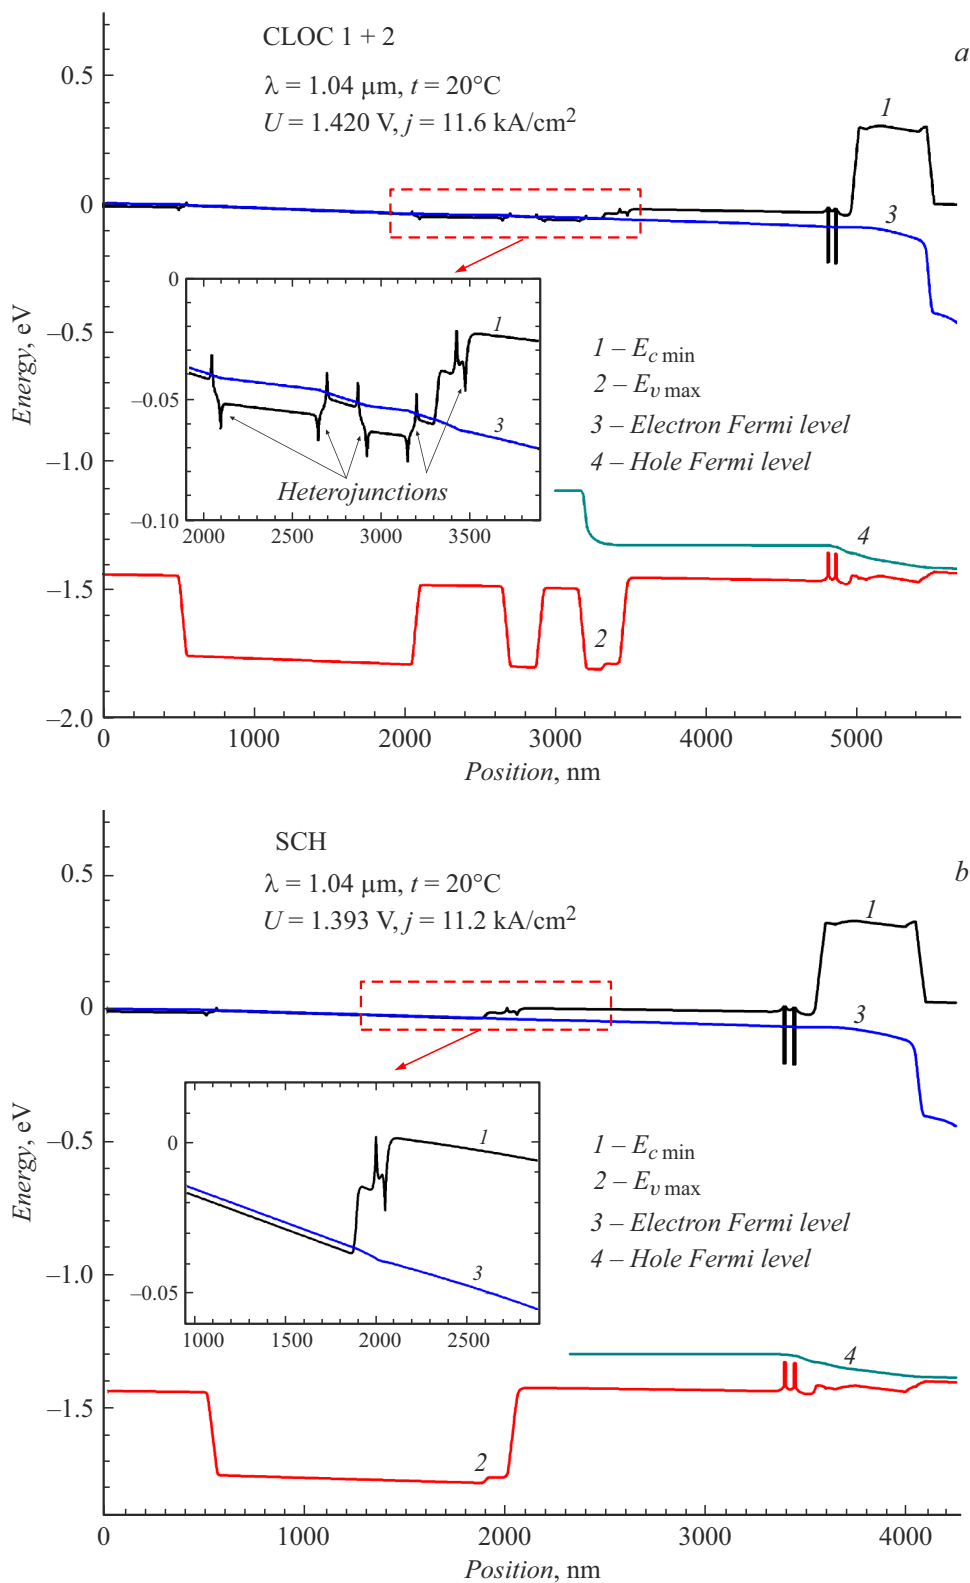 CLOC 1 + 2
a
λ = 1.04 μm, t = 20°C
U = 1.420 V, j = 11.6 kA/cm²
0.5
0
–0.5
–1.0
–1.5
–2.0
Energy, eV
1
3
0
–0.05
–0.10
1
3
Heterojunctions
2000 2500 3000 3500
1 – E_c min
2 – E_v max
3 – Electron Fermi level
4 – Hole Fermi level
4
2
0 1000 2000 3000 4000 5000
Position, nm
SCH
b
λ = 1.04 μm, t = 20°C
U = 1.393 V, j = 11.2 kA/cm²
0.5
0
–0.5
–1.0
–1.5
Energy, eV
1
3
0
–0.05
1
3
1000 1500 2000 2500
1 – E_c min
2 – E_v max
3 – Electron Fermi level
4 – Hole Fermi level
4
2
0 1000 2000 3000 4000
Position, nm